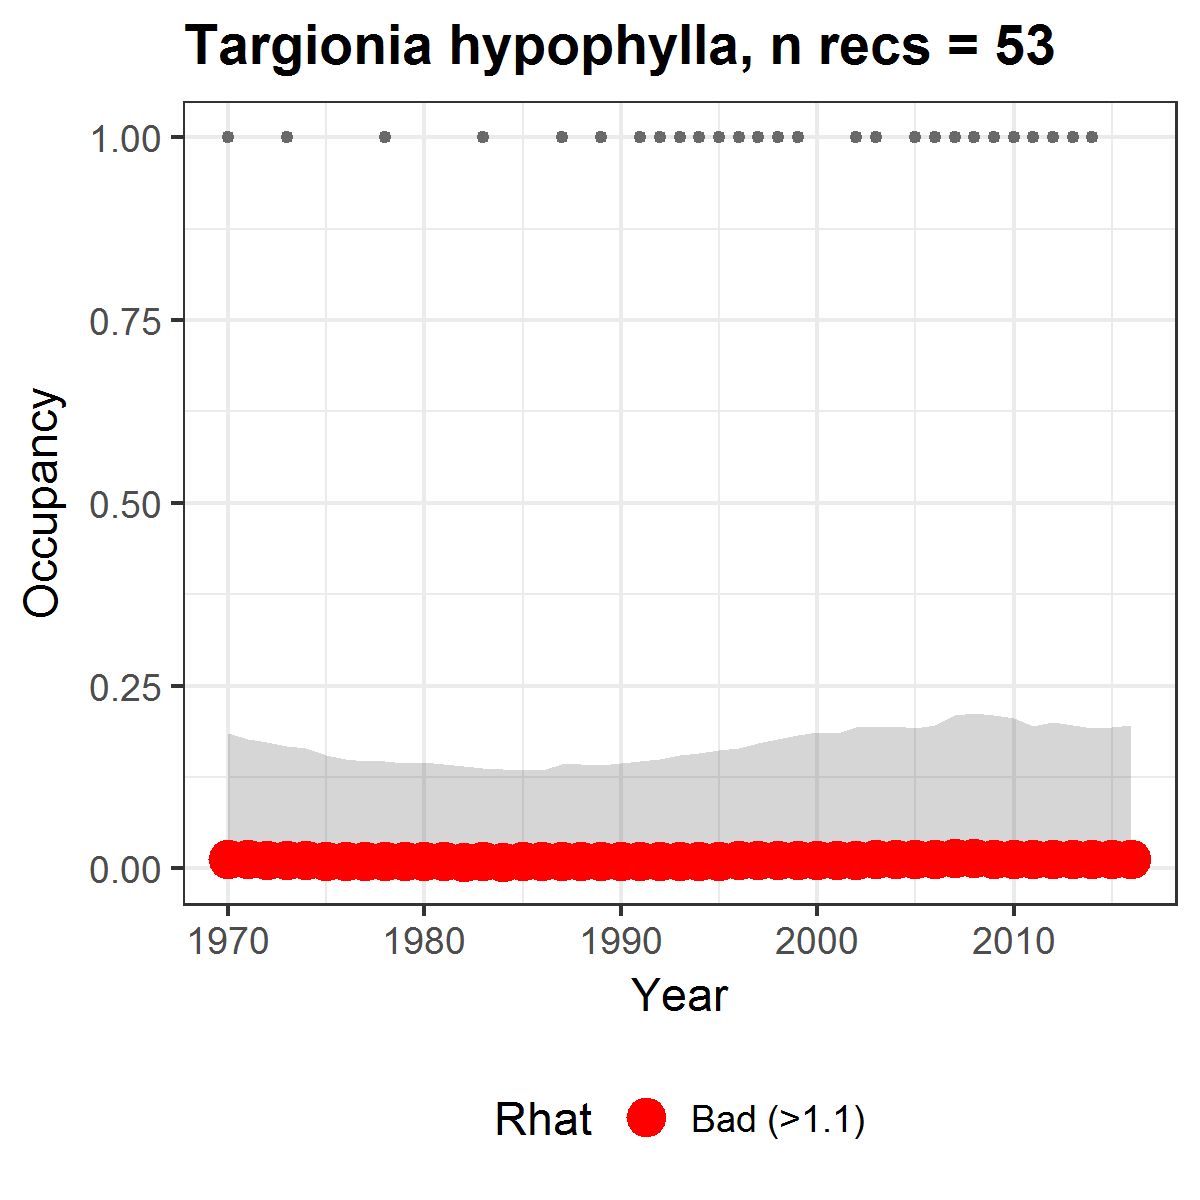 Targionia hypophylla, n recs = 53
1.00
0.75
0.50
0.25
0.00
Occupancy
1970 1980 1990 2000 2010
Year
Rhat Bad (>1.1)